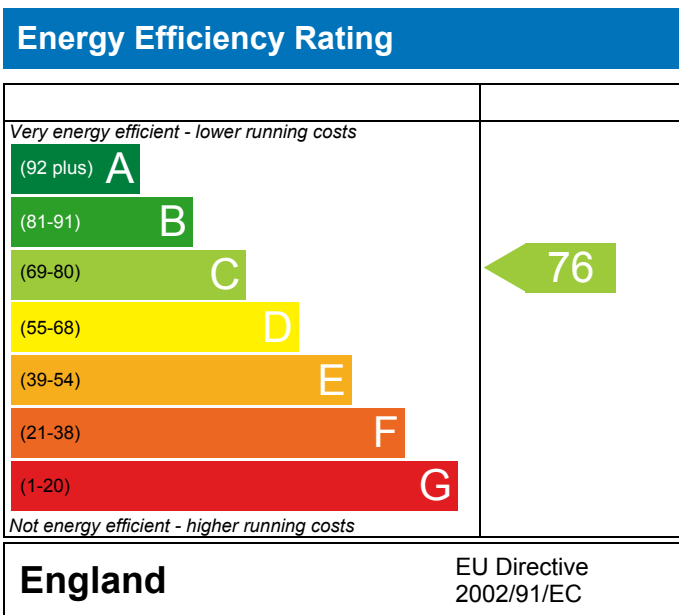 Energy Efficiency Rating
Very energy efficient - lower running costs
(92 plus) A
(81-91) B
(69-80) C
76
(55-68) D
(39-54) E
(21-38) F
(1-20) G
Not energy efficient - higher running costs
England
EU Directive
2002/91/EC